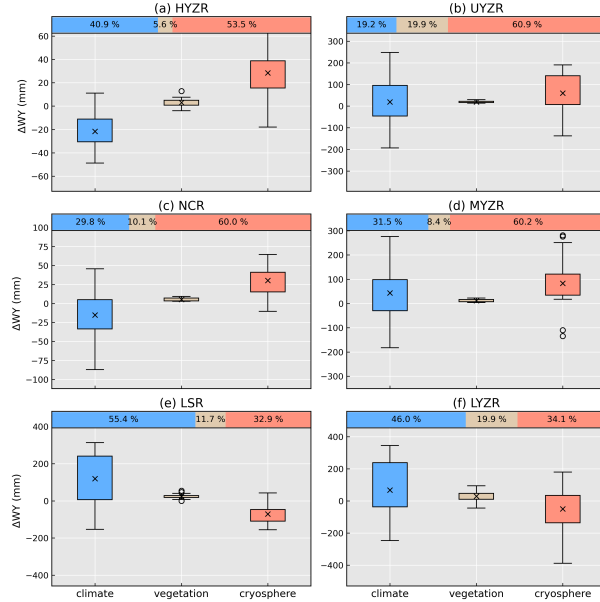 (a) HYZR
40.9 % 5.6 % 53.5 %
60
40
20
0
−20
−40
−60
ΔWY (mm)
(b) UYZR
19.2 % 19.9 % 60.9 %
300
200
100
0
−100
−200
−300
(c) NCR
29.8 % 10.1 % 60.0 %
100
75
50
25
0
−25
−50
−75
−100
ΔWY (mm)
(d) MYZR
31.5 % 8.4 % 60.2 %
300
200
100
0
−100
−200
−300
(e) LSR
55.4 % 11.7 % 32.9 %
400
200
0
−200
−400
ΔWY (mm)
climate vegetation cryosphere
(f) LYZR
46.0 % 19.9 % 34.1 %
400
200
0
−200
−400
climate vegetation cryosphere